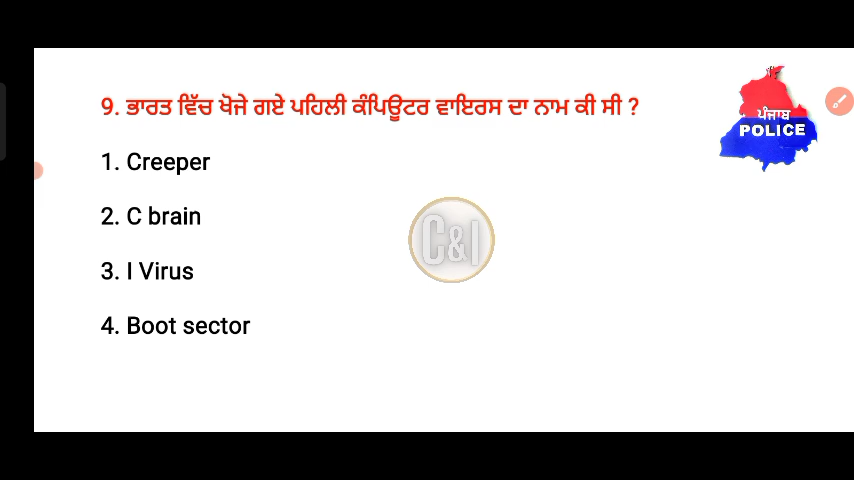 9. ਭਾਰਤ ਵਿੱਚ ਖੋਜੇ ਗਏ ਪਹਿਲੀ ਕੰਪਿਊਟਰ ਵਾਇਰਸ ਦਾ ਨਾਮ ਕੀ ਸੀ ?
ਪੰਜਾਬ
POLICE
1. Creeper
2. C brain
C&I
3. I Virus
4. Boot sector